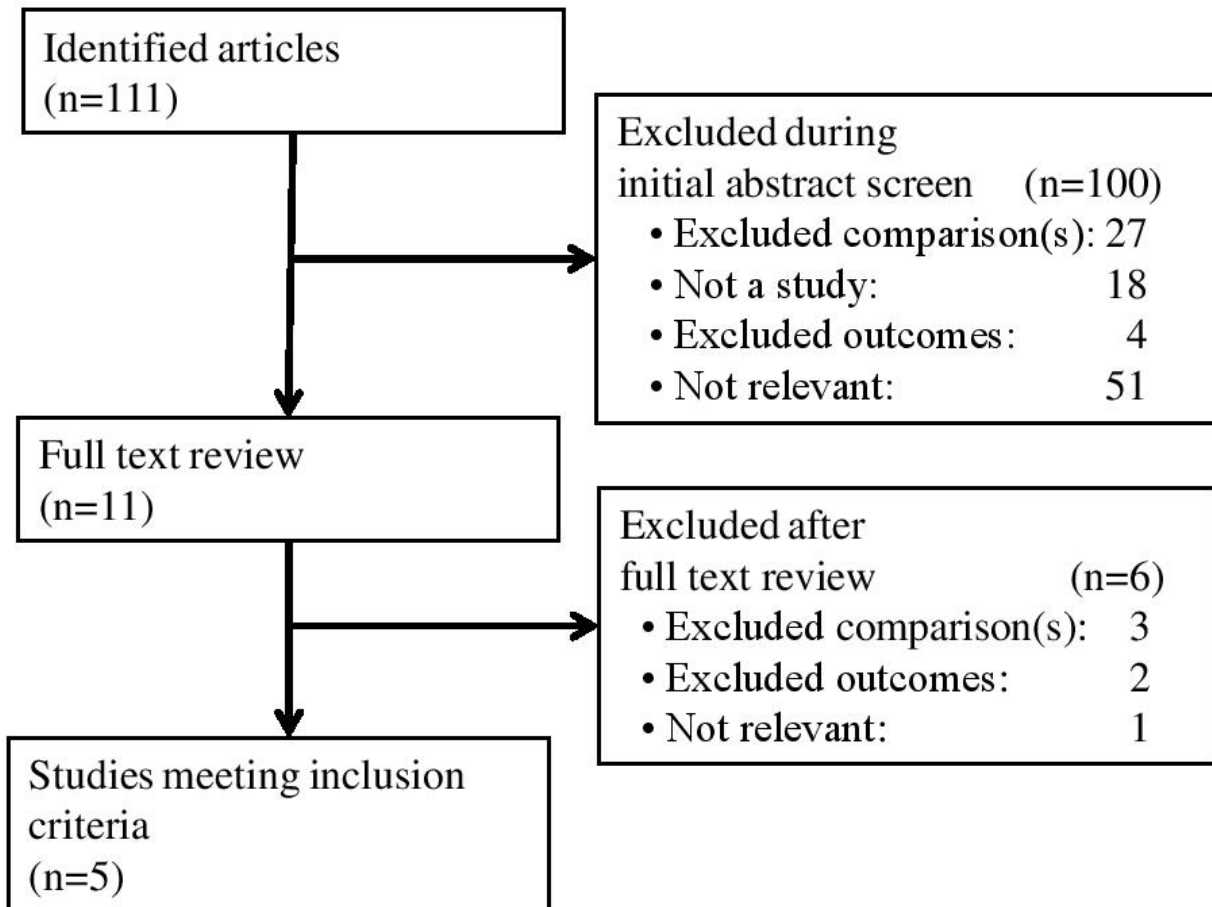 Identified articles
(n=111)
Excluded during
initial abstract screen (n=100)
• Excluded comparison(s): 27
• Not a study: 18
• Excluded outcomes: 4
• Not relevant: 51
Full text review
(n=11)
Excluded after
full text review (n=6)
• Excluded comparison(s): 3
• Excluded outcomes: 2
• Not relevant: 1
Studies meeting inclusion
criteria
(n=5)